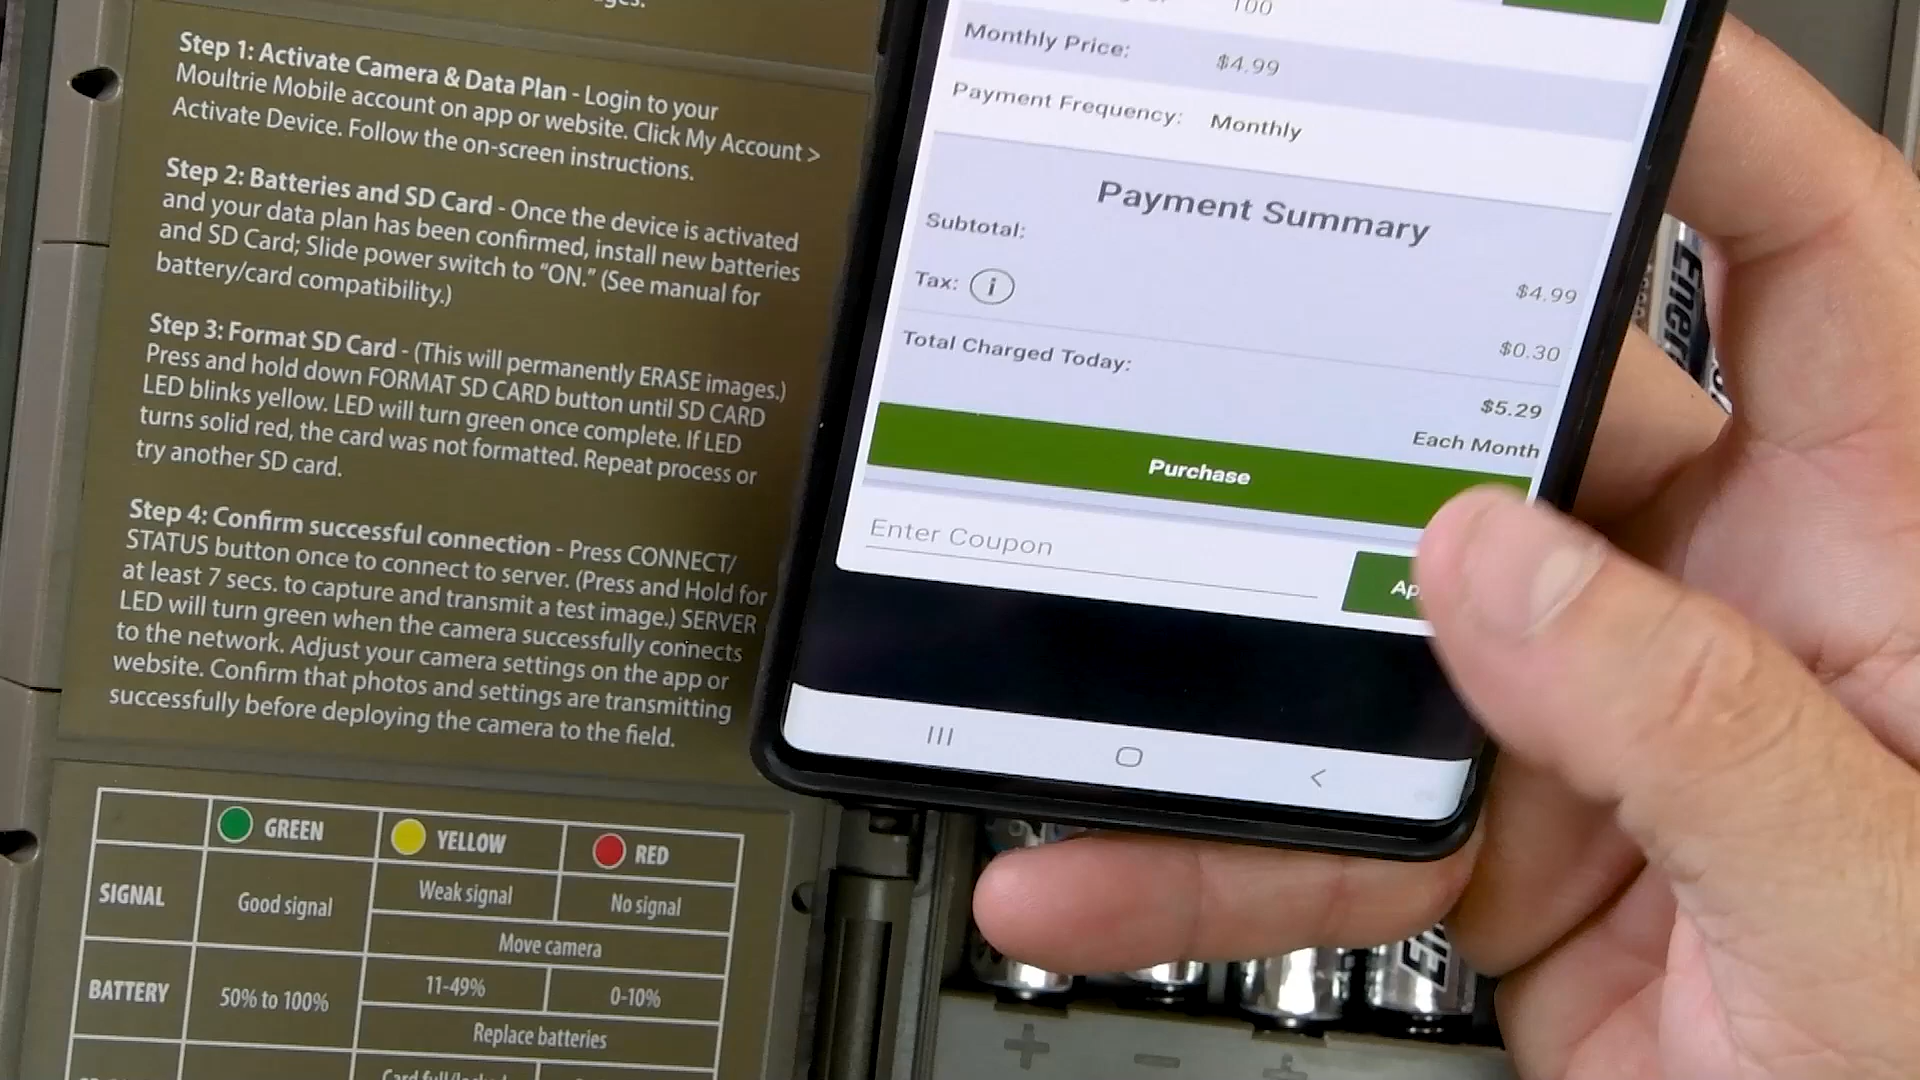 Step 1: Activate Camera & Data Plan - Login to your
Moultrie Mobile account on app or website. Click My Account >
Activate Device. Follow the on-screen instructions.
Step 2: Batteries and SD Card - Once the device is activated
and your data plan has been confirmed, install new batteries
and SD Card; Slide power switch to “ON.” (See manual for
battery/card compatibility.)
Step 3: Format SD Card - (This will permanently ERASE images.)
Press and hold down FORMAT SD CARD button until SD CARD
LED blinks yellow. LED will turn green once complete. If LED
turns solid red, the card was not formatted. Repeat process or
try another SD card.
Step 4: Confirm successful connection - Press CONNECT/
STATUS button once to connect to server. (Press and Hold for
at least 7 secs. to capture and transmit a test image.) SERVER
LED will turn green when the camera successfully connects
to the network. Adjust your camera settings on the app or
website. Confirm that photos and settings are transmitting
successfully before deploying the camera to the field.
GREEN YELLOW RED
SIGNAL Good signal Weak signal No signal
Move camera
BATTERY 50% to 100% 11-49% 0-10%
Replace batteries
100
Monthly Price: $4.99
Payment Frequency: Monthly
Payment Summary
Subtotal: $4.99
Tax: i $0.30
Total Charged Today: $5.29
Each Month
Purchase
Enter Coupon
+ - +